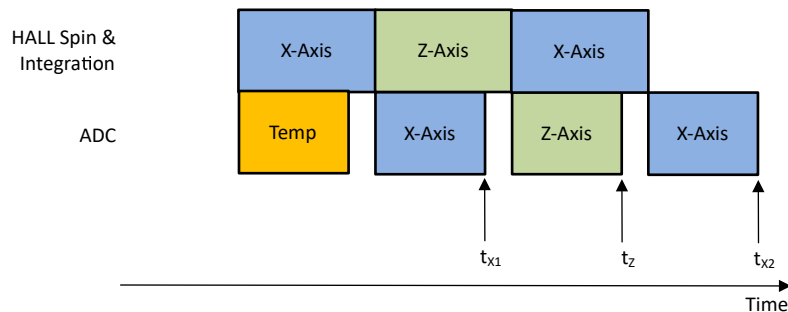 HALL Spin &
Integration
X-Axis
Z-Axis
X-Axis
ADC
Temp
X-Axis
Z-Axis
X-Axis
tX1
tZ
tX2
Time